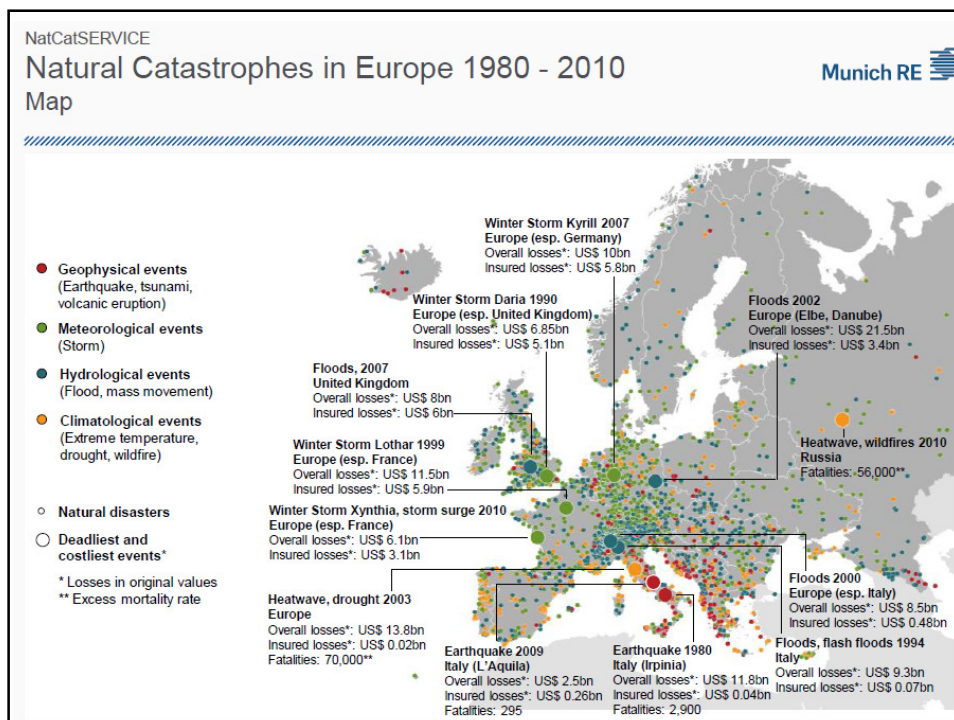 NatCatSERVICE
Natural Catastrophes in Europe 1980 - 2010
Map
Munich RE
Geophysical events
(Earthquake, tsunami,
volcanic eruption)
Meteorological events
(Storm)
Hydrological events
(Flood, mass movement)
Climatological events
(Extreme temperature,
drought, wildfire)
Natural disasters
Deadliest and
costliest events*
* Losses in original values
** Excess mortality rate
Winter Storm Kyrill 2007
Europe (esp. Germany)
Overall losses*: US$ 10bn
Insured losses*: US$ 5.8bn
Winter Storm Daria 1990
Europe (esp. United Kingdom)
Overall losses*: US$ 6.85bn
Insured losses*: US$ 5.1bn
Floods 2002
Europe (Elbe, Danube)
Overall losses*: US$ 21.5bn
Insured losses*: US$ 3.4bn
Floods, 2007
United Kingdom
Overall losses*: US$ 8bn
Insured losses*: US$ 6bn
Winter Storm Lothar 1999
Europe (esp. France)
Overall losses*: US$ 11.5bn
Insured losses*: US$ 5.9bn
Heatwave, wildfires 2010
Russia
Fatalities: 56,000**
Winter Storm Xynthia, storm surge 2010
Europe (esp. France)
Overall losses*: US$ 6.1bn
Insured losses*: US$ 3.1bn
Heatwave, drought 2003
Europe
Overall losses*: US$ 13.8bn
Insured losses*: US$ 0.02bn
Fatalities: 70,000**
Earthquake 2009
Italy (L'Aquila)
Overall losses*: US$ 2.5bn
Insured losses*: US$ 0.26bn
Fatalities: 295
Earthquake 1980
Italy (Irpinia)
Overall losses*: US$ 11.8bn
Insured losses*: US$ 0.04bn
Fatalities: 2,900
Floods 2000
Europe (esp. Italy)
Overall losses*: US$ 8.5bn
Insured losses*: US$ 0.48bn
Floods, flash floods 1994
Italy
Overall losses*: US$ 9.3bn
Insured losses*: US$ 0.07bn